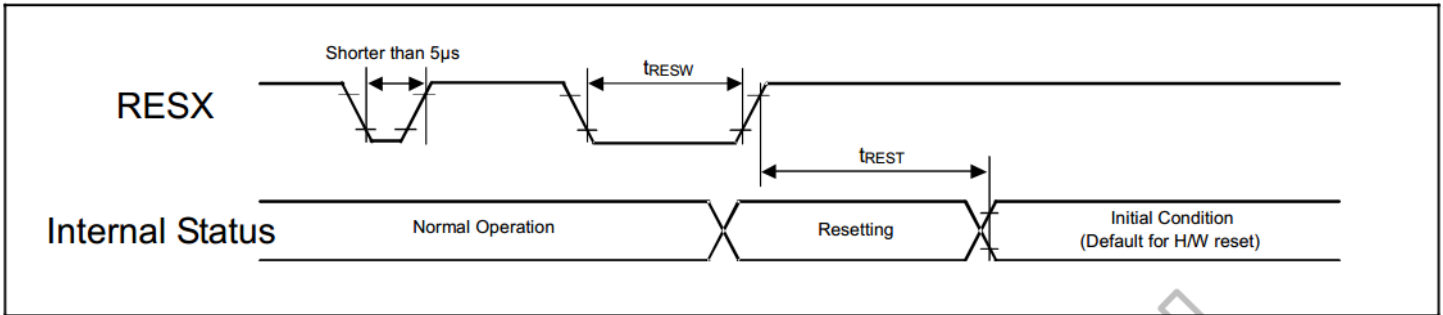 Shorter than 5µs
tRESW
RESX
tREST
Internal Status
Normal Operation
Resetting
Initial Condition
(Default for H/W reset)